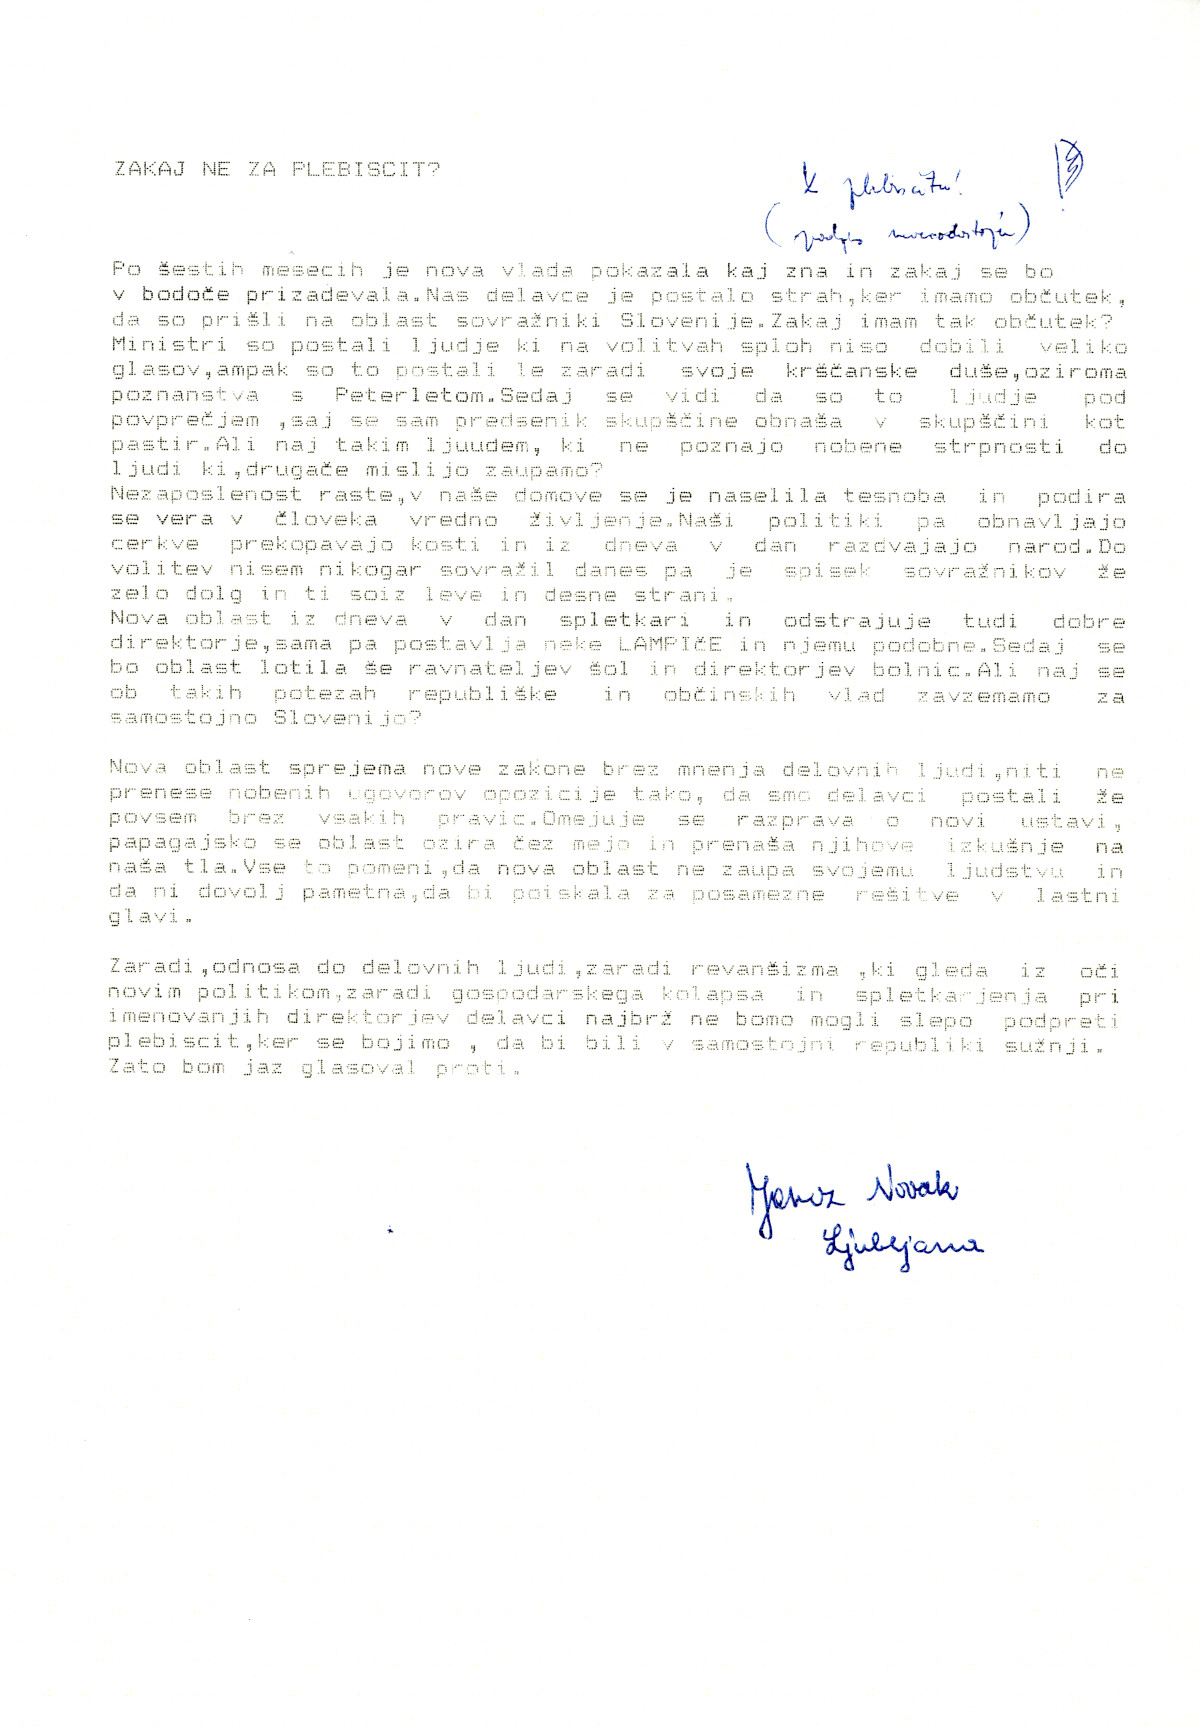 ZAKAJ NE ZA PLEBISCIT?
K plebiscitu!
(podpis
Po šestih mesecih je nova vlada pokazala kaj zna in zakaj se bo
v bodoče prizadevala.Nas delavce je postalo strah,ker imamo občutek,
da so prišli na oblast sovražniki Slovenije.Zakaj imam tak občutek?
Ministri so postali ljudje ki na volitvah sploh niso dobili veliko
glasov,ampak so to postali le zaradi svoje krščanske duše,oziroma
poznanstva s Peterletom.Sedaj se vidi da so to ljudje pod
povprečjem ,saj se sam predsenik skupščine obnaša v skupščini kot
pastir.Ali naj takim ljuudem, ki ne poznajo nobene strpnosti do
ljudi ki,drugače mislijo zaupamo?
Nezaposlenost raste,v naše domove se je naselila tesnoba in podira
se vera v človeka vredno življenje.Naši politiki pa obnavljajo
cerkve prekopavajo kosti in iz dneva v dan razdvajajo narod.Do
volitev nisem nikogar sovražil danes pa je spisek sovražnikov že
zelo dolg in ti soiz leve in desne strani.
Nova oblast iz dneva v dan spletkari in odstrajuje tudi dobre
direktorje,sama pa postavlja neke LAMPIČE in njemu podobne.Sedaj se
bo oblast lotila še ravnateljev šol in direktorjev bolnic.Ali naj se
ob takih potezah republiške in občinskih vlad zavzemamo za
samostojno Slovenijo?
Nova oblast sprejema nove zakone brez mnenja delovnih ljudi,niti ne
prenese nobenih ugovorov opozicije tako, da smo delavci postali že
povsem brez vsakih pravic.Omejuje se razprava o novi ustavi,
papagajsko se oblast ozira čez mejo in prenaša njihove izkušnje na
naša tla.Vse to pomeni,da nova oblast ne zaupa svojemu ljudstvu in
da ni dovolj pametna,da bi poiskala za posamezne rešitve v lastni
glavi.
Zaradi,odnosa do delovnih ljudi,zaradi revanšizma ,ki gleda iz oči
novim politikom,zaradi gospodarskega kolapsa in spletkarjenja pri
imenovanjih direktorjev delavci najbrž ne bomo mogli slepo podpreti
plebiscit,ker se bojimo , da bi bili v samostojni republiki sužnji.
Zato bom jaz glasoval proti.
Janez Novak
Ljubljana